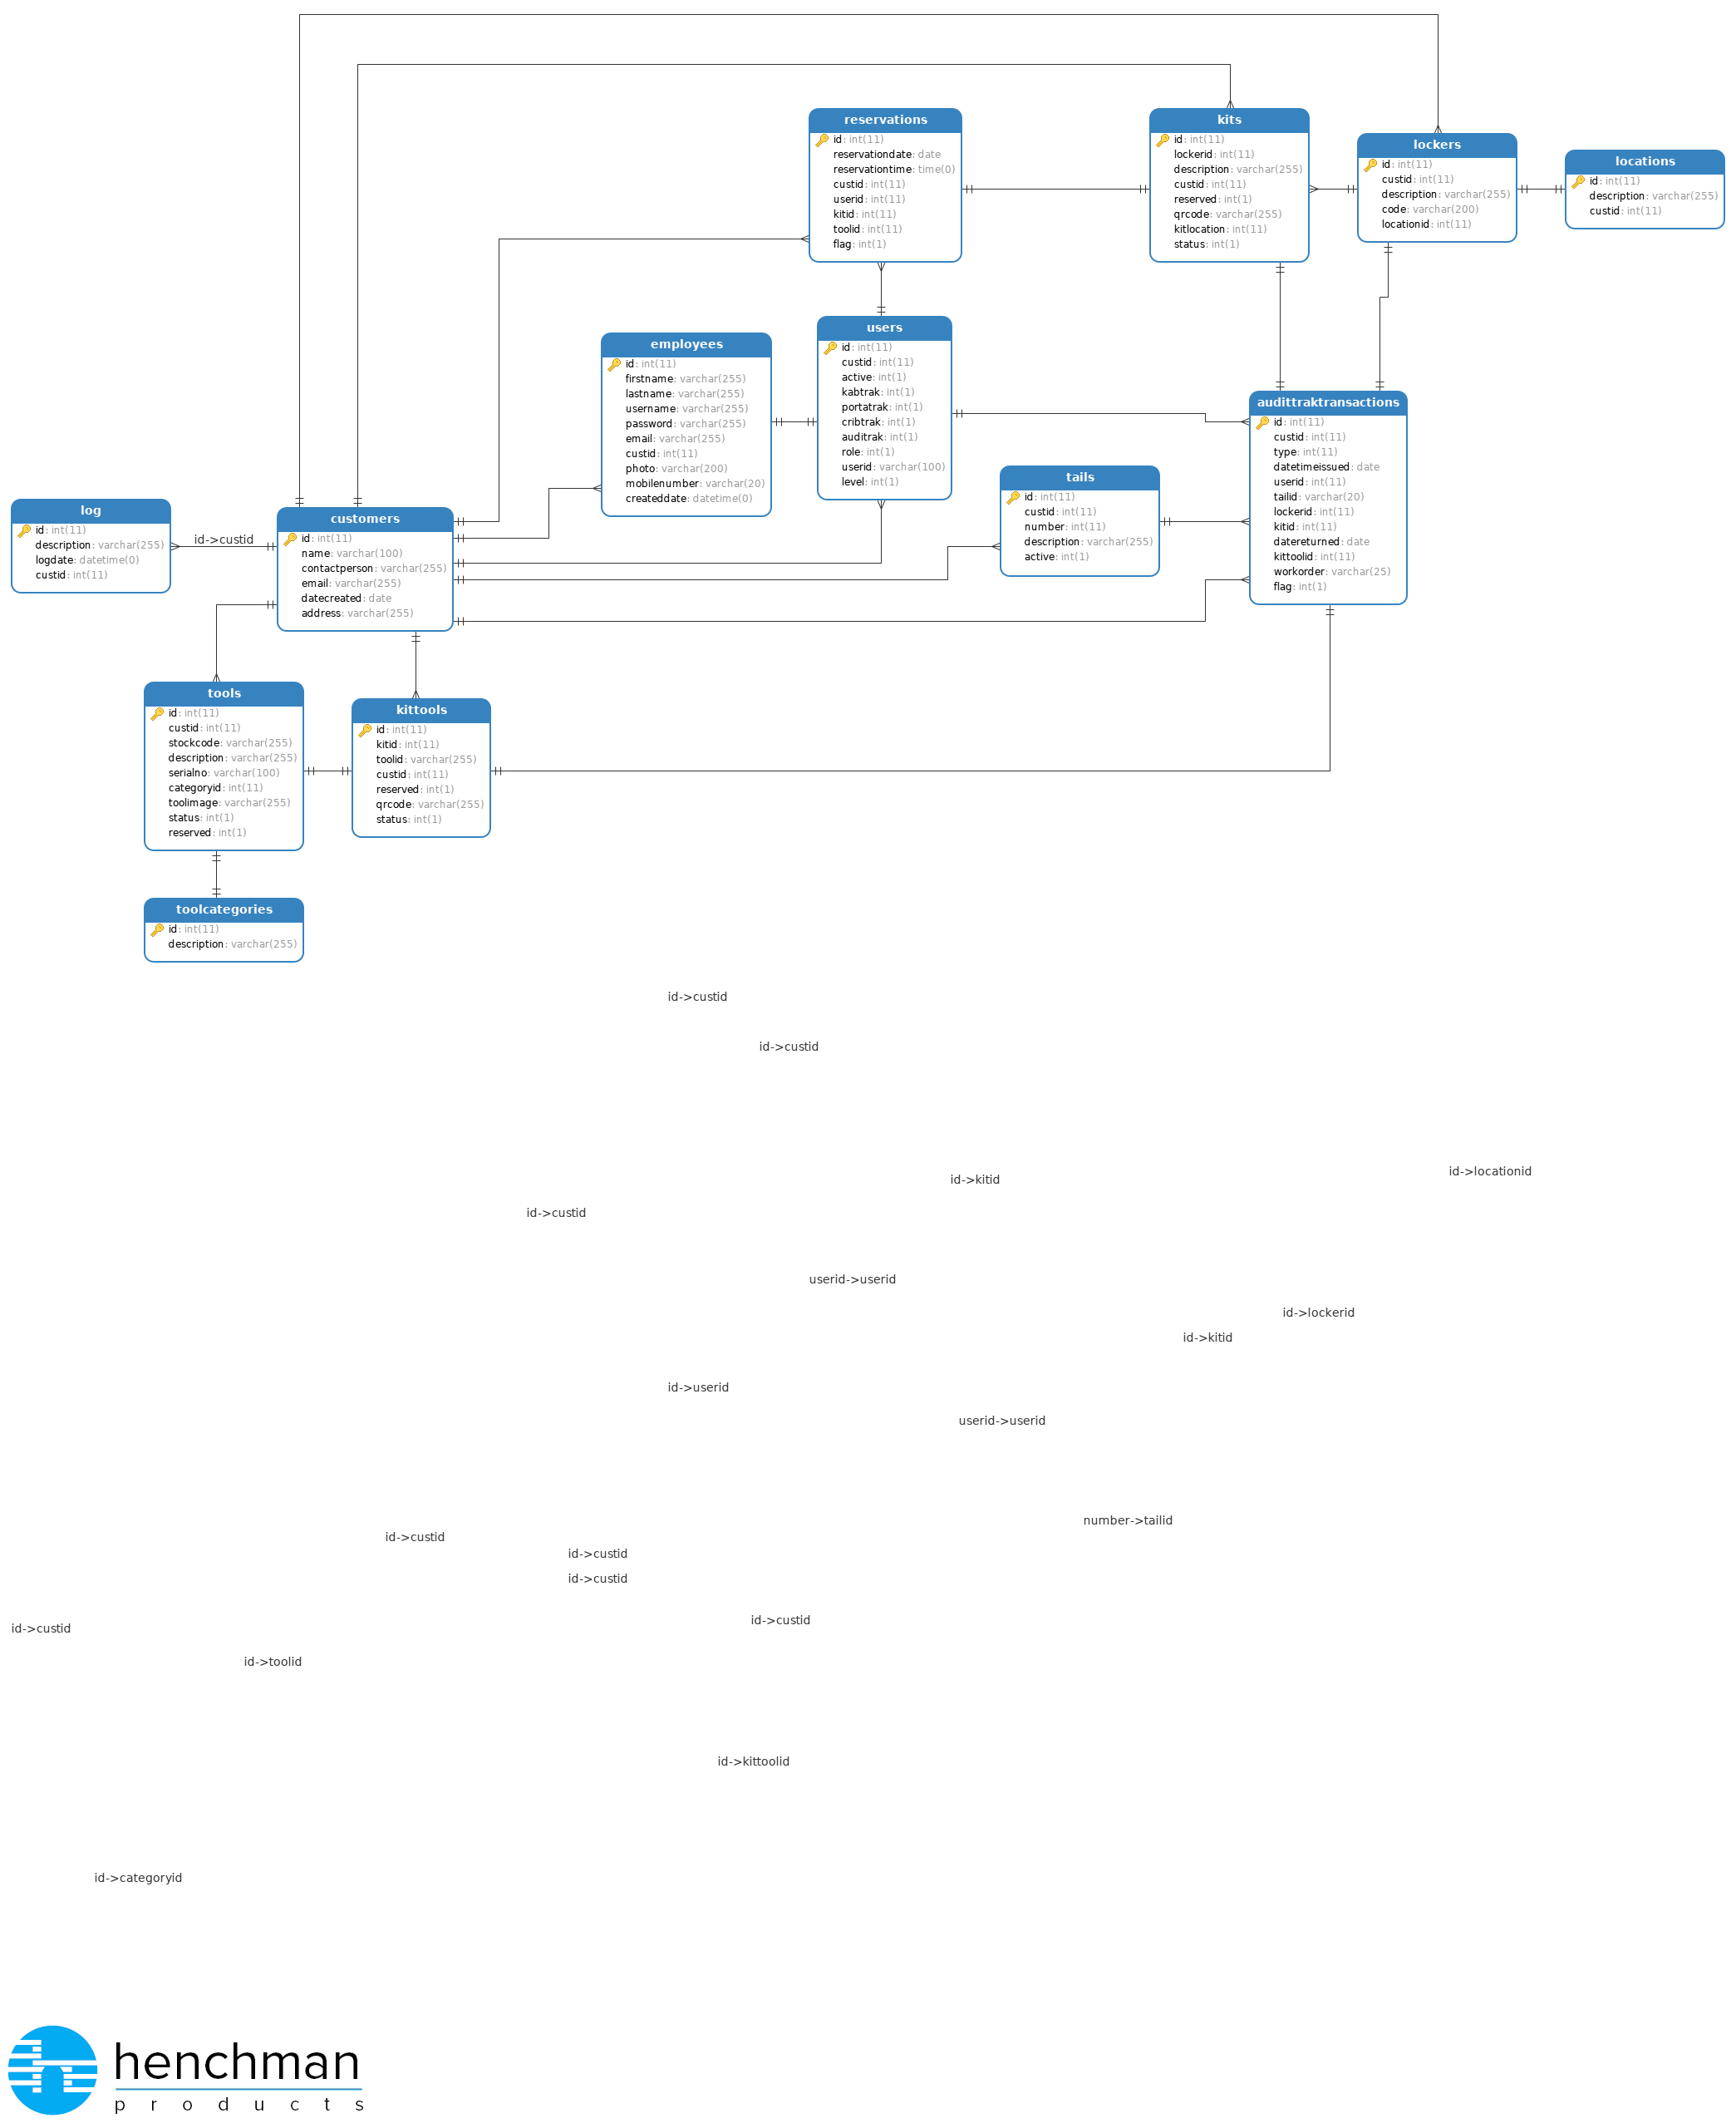 reservations
id: int(11)
reservationdate: date
reservationtime: time(0)
custid: int(11)
userid: int(11)
kitid: int(11)
toolid: int(11)
flag: int(1)
kits
id: int(11)
lockerid: int(11)
description: varchar(255)
custid: int(11)
reserved: int(1)
qrcode: varchar(255)
kitlocation: int(11)
status: int(1)
lockers
id: int(11)
custid: int(11)
description: varchar(255)
code: varchar(200)
locationid: int(11)
locations
id: int(11)
description: varchar(255)
custid: int(11)
employees
id: int(11)
firstname: varchar(255)
lastname: varchar(255)
username: varchar(255)
password: varchar(255)
email: varchar(255)
custid: int(11)
photo: varchar(200)
mobilenumber: varchar(20)
createddate: datetime(0)
users
id: int(11)
custid: int(11)
active: int(1)
kabtrak: int(1)
portatrak: int(1)
cribtrak: int(1)
auditrak: int(1)
role: int(1)
userid: varchar(100)
level: int(1)
audittraktransactions
id: int(11)
custid: int(11)
type: int(11)
datetimeissued: date
userid: int(11)
tailid: varchar(20)
lockerid: int(11)
kitid: int(11)
datereturned: date
kittoolid: int(11)
workorder: varchar(25)
flag: int(1)
tails
id: int(11)
custid: int(11)
number: int(11)
description: varchar(255)
active: int(1)
log
id: int(11)
description: varchar(255)
logdate: datetime(0)
custid: int(11)
id->custid
customers
id: int(11)
name: varchar(100)
contactperson: varchar(255)
email: varchar(255)
datecreated: date
address: varchar(255)
tools
id: int(11)
custid: int(11)
stockcode: varchar(255)
description: varchar(255)
serialno: varchar(100)
categoryid: int(11)
toolimage: varchar(255)
status: int(1)
reserved: int(1)
kittools
id: int(11)
kitid: int(11)
toolid: varchar(255)
custid: int(11)
reserved: int(1)
qrcode: varchar(255)
status: int(1)
toolcategories
id: int(11)
description: varchar(255)
id->custid
id->custid
id->locationid
id->kitid
id->custid
userid->userid
id->lockerid
id->kitid
id->userid
userid->userid
number->tailid
id->custid
id->custid
id->custid
id->custid
id->custid
id->toolid
id->kittoolid
id->categoryid
henchman
products